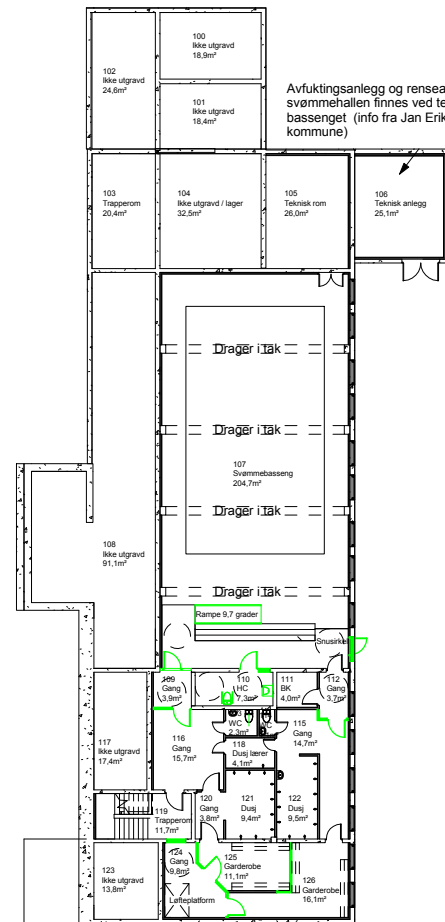 100
Ikke utgravd
18,9m²
102
Ikke utgravd
24,6m²
101
Ikke utgravd
18,4m²
Avfuktingsanlegg og rensea
svømmehallen finnes ved te
bassenget (info fra Jan Erik
kommune)
103
Trapperom
20,4m²
104
Ikke utgravd / lager
32,5m²
105
Teknisk rom
26,0m²
106
Teknisk anlegg
25,1m²
Drager i tak
Drager i tak
107
Svømmebasseng
204,7m²
Drager i tak
108
Ikke utgravd
91,1m²
Drager i tak
Rampe 9,7 grader
Snusirkel
109
Gang
3,9m²
110
HC
7,3m²
111
BK
4,0m²
112
Gang
3,7m²
WC
2,3m²
115
Gang
14,7m²
116
Gang
15,7m²
117
Ikke utgravd
17,4m²
118
Dusj lærer
4,1m²
119
Trapperom
11,7m²
120
Gang
3,8m²
121
Dusj
9,4m²
122
Dusj
9,5m²
123
Ikke utgravd
13,8m²
124
Gang
9,8m²
125
Garderobe
11,1m²
126
Garderobe
16,1m²
Løfteplatform